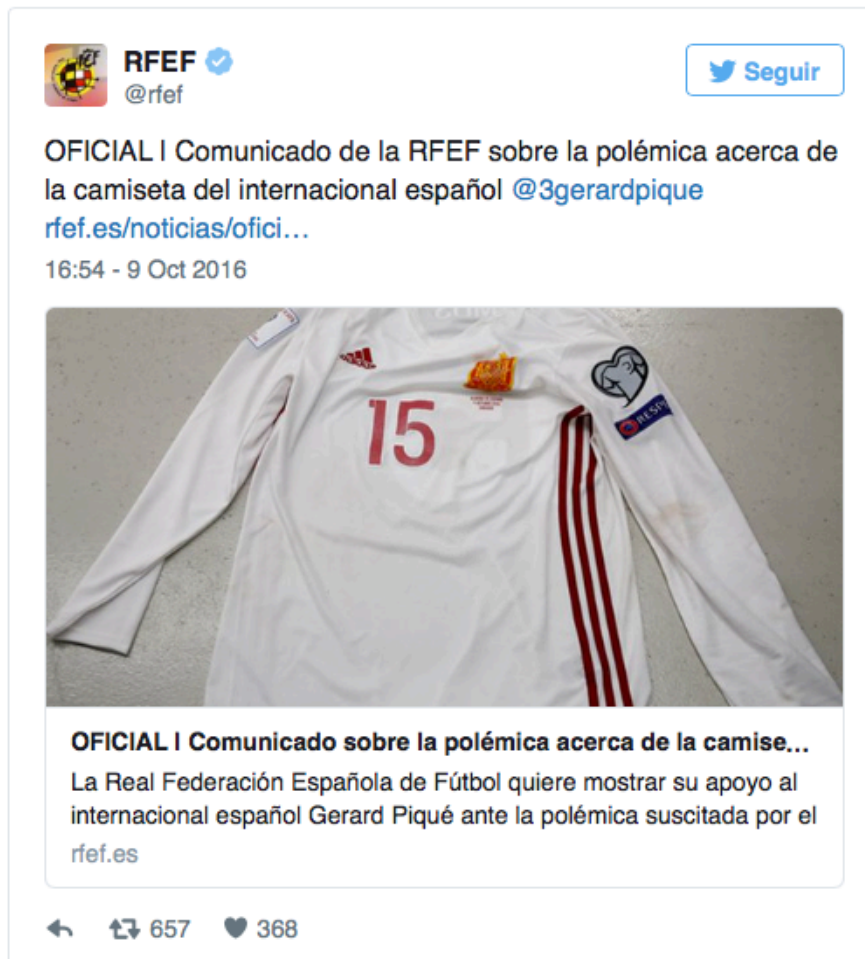 RFEF
@rfef
Seguir
OFICIAL I Comunicado de la RFEF sobre la polémica acerca de
la camiseta del internacional español @3gerardpique
rfef.es/noticias/ofici...
16:54 - 9 Oct 2016
15
RESP
OFICIAL I Comunicado sobre la polémica acerca de la camise...
La Real Federación Española de Fútbol quiere mostrar su apoyo al
internacional español Gerard Piqué ante la polémica suscitada por el
rfef.es
657 368